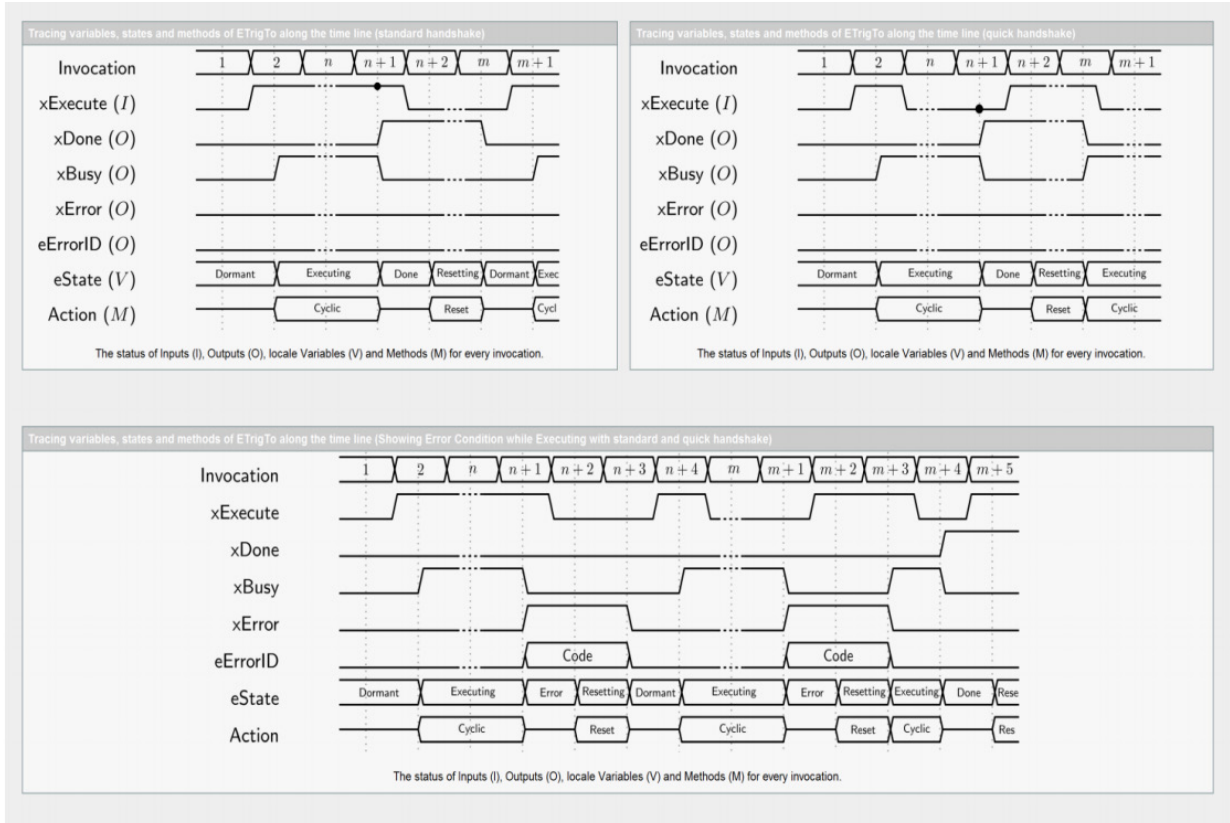 Tracing variables, states and methods of ETrigTo along the time line (standard handshake)
Invocation 1 2 n n + 1 n + 2 m m + 1
xExecute (I)
xDone (O)
xBusy (O)
xError (O)
eErrorID (O)
eState (V) Dormant Executing Done Resetting Dormant Exec
Action (M) Cyclic Reset Cycl
The status of Inputs (I), Outputs (O), locale Variables (V) and Methods (M) for every invocation.
Tracing variables, states and methods of ETrigTo along the time line (quick handshake)
Invocation 1 2 n n + 1 n + 2 m m + 1
xExecute (I)
xDone (O)
xBusy (O)
xError (O)
eErrorID (O)
eState (V) Dormant Executing Done Resetting Executing
Action (M) Cyclic Reset Cyclic
The status of Inputs (I), Outputs (O), locale Variables (V) and Methods (M) for every invocation.
Tracing variables, states and methods of ETrigTo along the time line (Showing Error Condition while Executing with standard and quick handshake)
Invocation 1 2 n n + 1 n + 2 n + 3 n + 4 m m + 1 m + 2 m + 3 m + 4 m + 5
xExecute
xDone
xBusy
xError
eErrorID Code Code
eState Dormant Executing Error Resetting Dormant Executing Error Resetting Executing Done Rese
Action Cyclic Reset Cyclic Reset Cyclic Res
The status of Inputs (I), Outputs (O), locale Variables (V) and Methods (M) for every invocation.